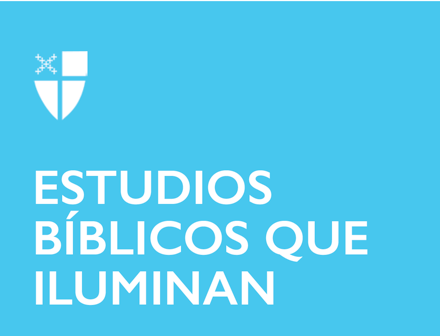 ESTUDIOS
BÍBLICOS QUE
ILUMINAN